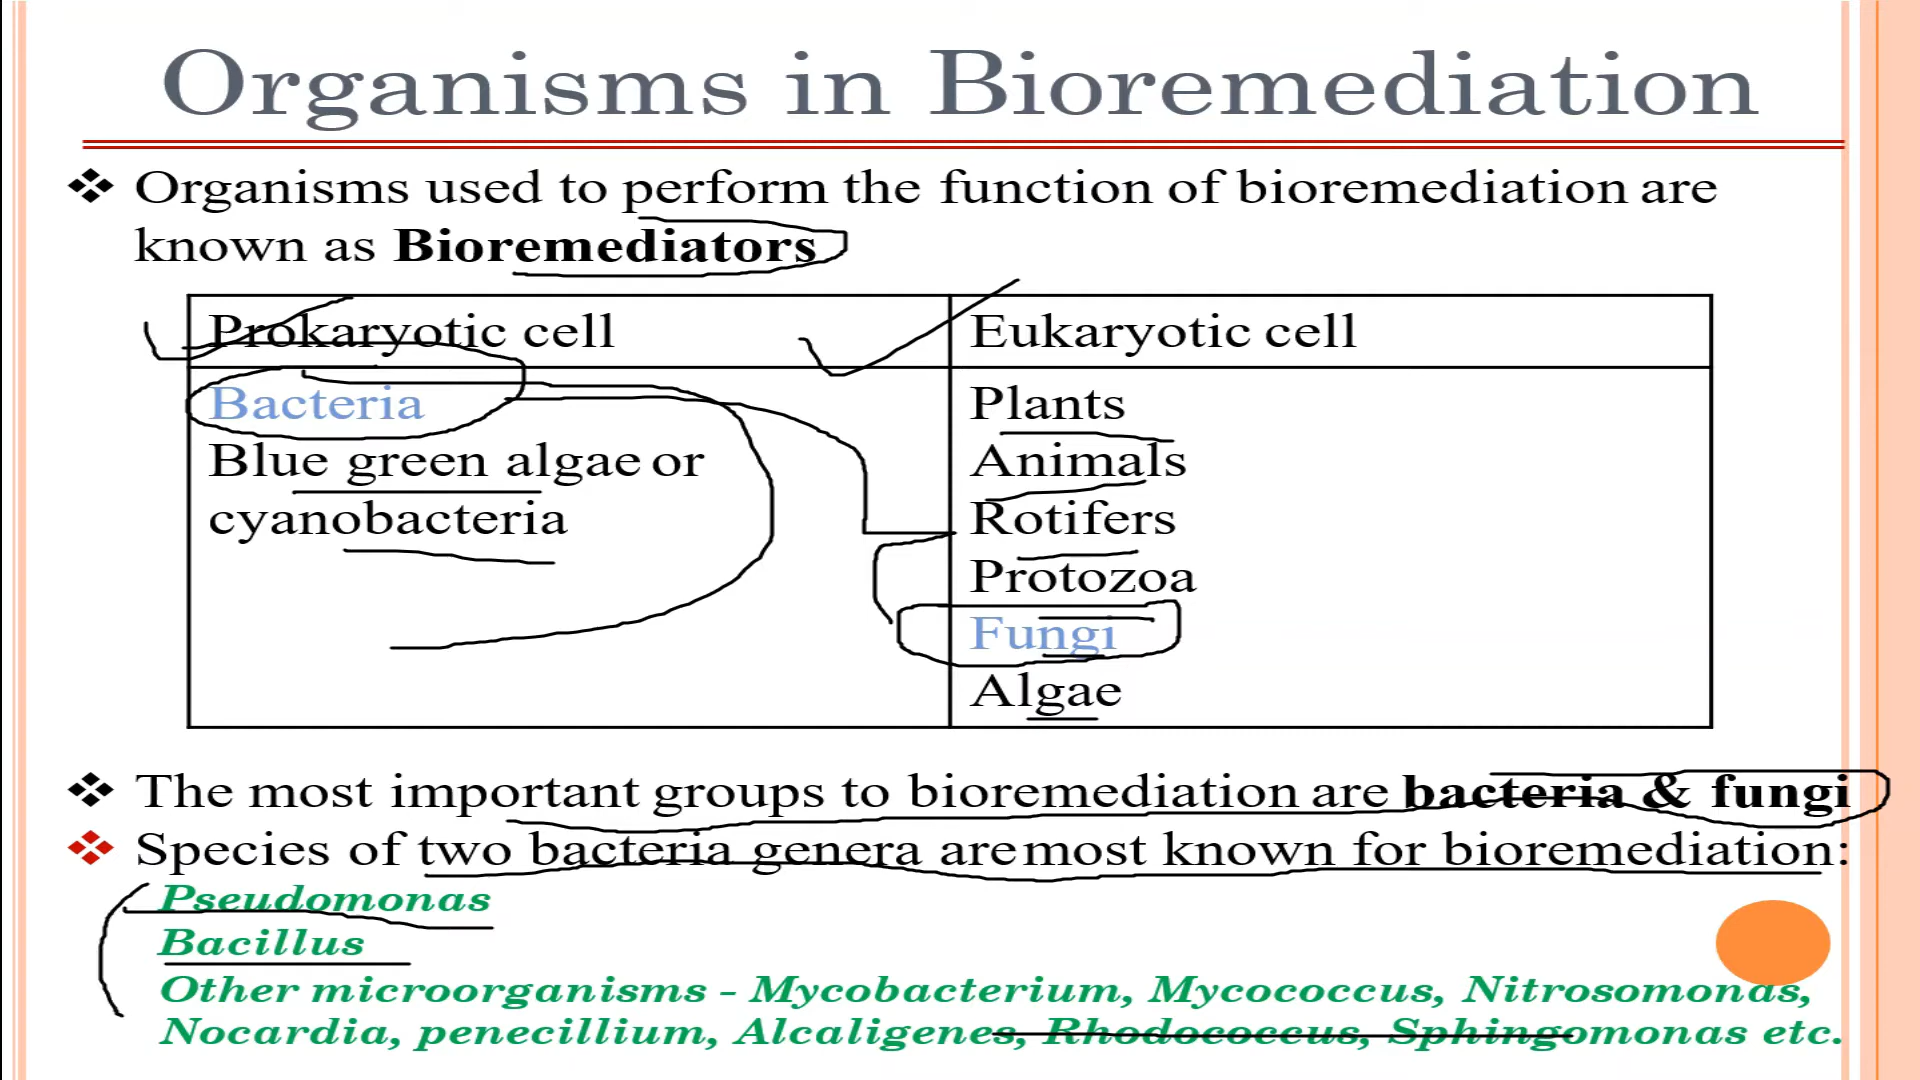 Organisms in Bioremediation
Organisms used to perform the function of bioremediation are
known as Bioremediators
Prokaryotic cell
Eukaryotic cell
Bacteria
Blue green algae or
cyanobacteria
Plants
Animals
Rotifers
Protozoa
Fungi
Algae
The most important groups to bioremediation are bacteria & fungi
Species of two bacteria genera are most known for bioremediation:
Pseudomonas
Bacillus
Other microorganisms - Mycobacterium, Mycococcus, Nitrosomonas,
Nocardia, penecillium, Alcaligenes, Rhodococcus, Sphingomonas etc.